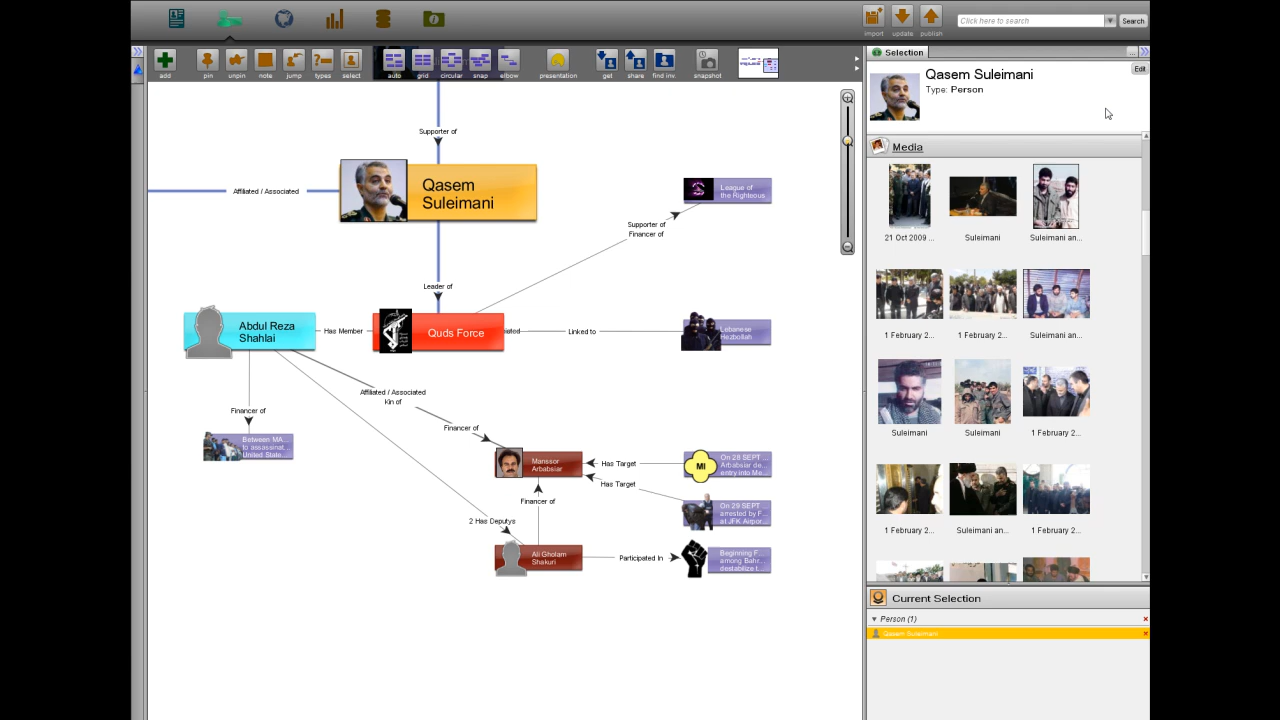 import
update
publish
Click here to search
Search
add
pin
unpin
note
jump
types
select
auto
grid
circular
snap
elbow
presentation
get
share
find inv.
snapshot
Selection
...
Qasem Suleimani
Type: Person
Edit
Media
21 Oct 2009 ...
Suleimani
Suleimani an...
1 February 2...
1 February 2...
Suleimani an...
Suleimani
Suleimani
1 February 2...
1 February 2...
Suleimani an...
1 February 2...
Current Selection
Person (1)
Qasem Suleimani
Supporter of
Affiliated / Associated
Qasem
Suleimani
League of
the Righteous
Supporter of
Financer of
Leader of
Abdul Reza
Shahlai
Has Member
Quds Force
Linked to
Lebanese
Hezbollah
Affiliated / Associated
Kin of
Financer of
Financer of
Between MA...
to assassinat...
United State...
Manssor
Arbabsiar
Has Target
MI
On 28 SEPT ...
Arbabsiar de...
entry into Me...
Has Target
Financer of
On 29 SEPT ...
arrested by F...
at JFK Airpor...
2 Has Deputys
Ali Gholam
Shakuri
Participated In
Beginning F...
among Bahr...
destabilize t...